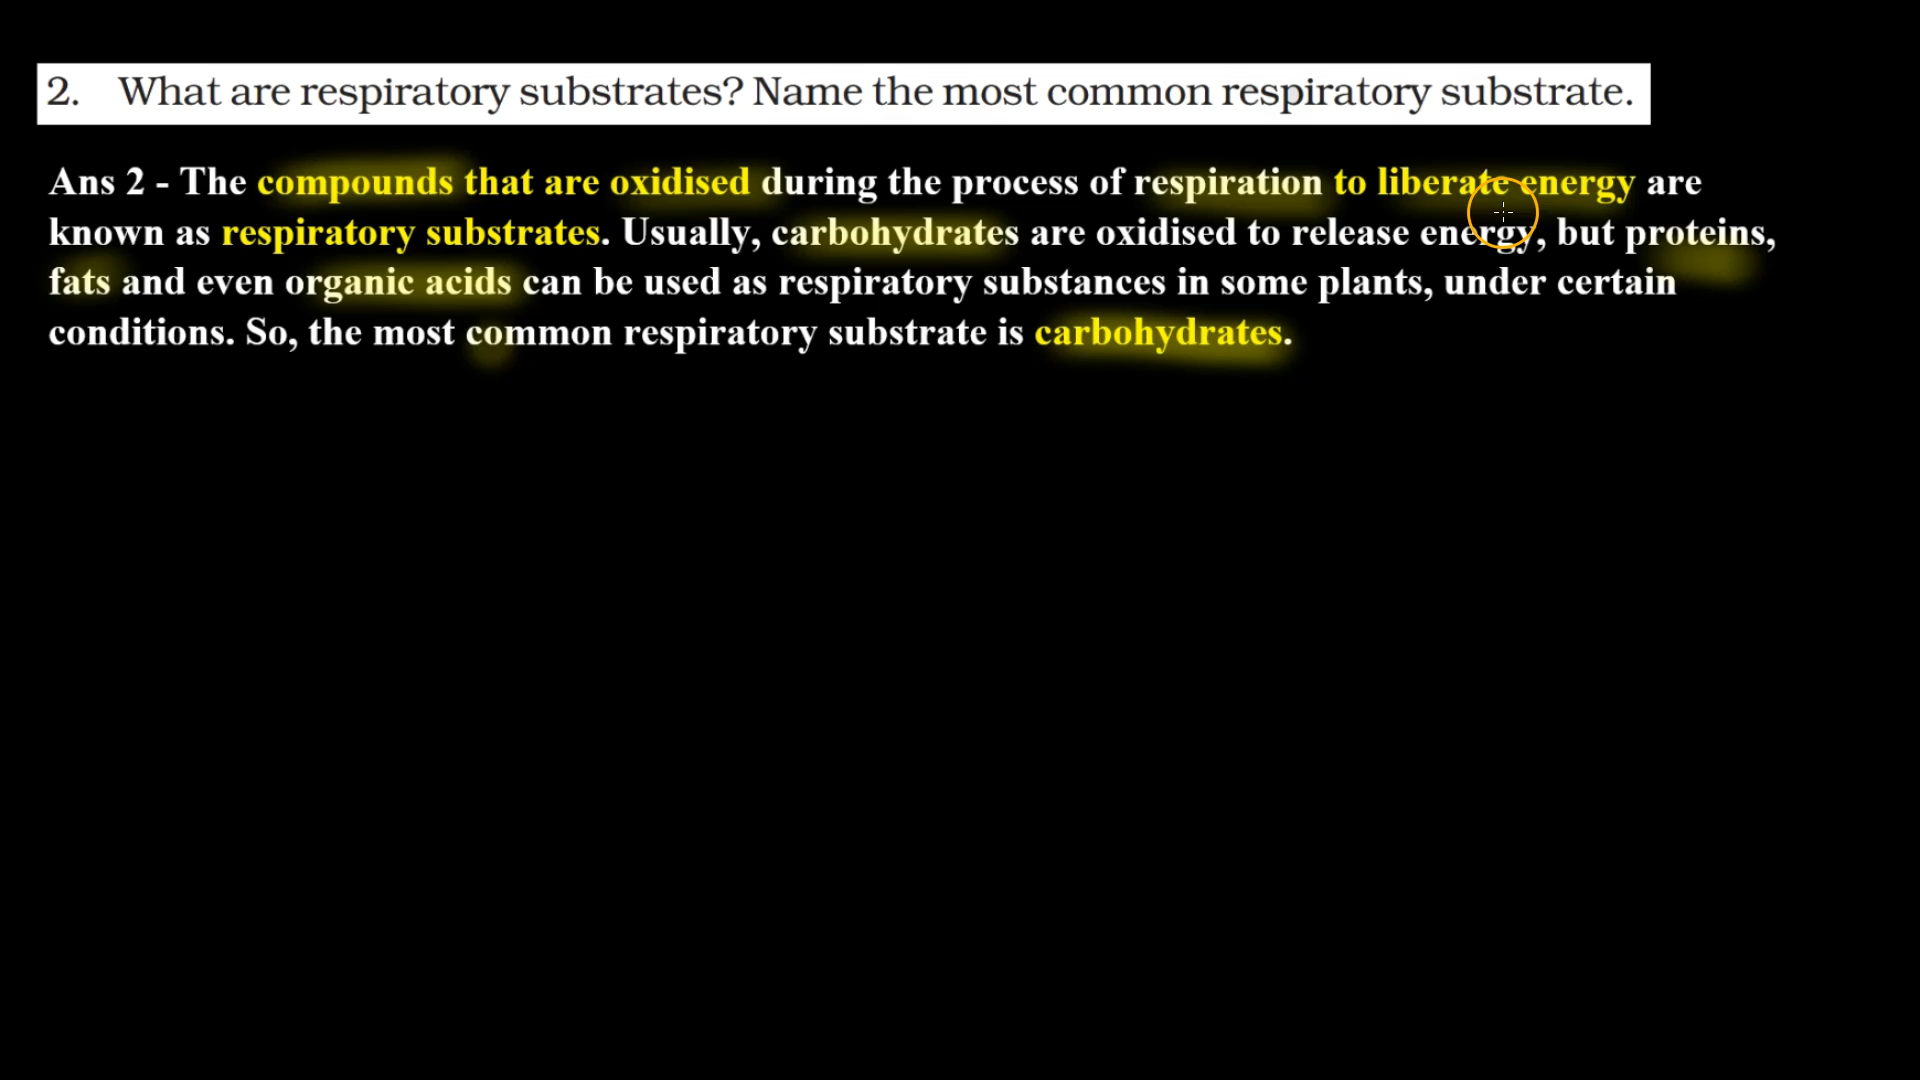 2. What are respiratory substrates? Name the most common respiratory substrate.
Ans 2 - The compounds that are oxidised during the process of respiration to liberate energy are
known as respiratory substrates. Usually, carbohydrates are oxidised to release energy, but proteins,
fats and even organic acids can be used as respiratory substances in some plants, under certain
conditions. So, the most common respiratory substrate is carbohydrates.